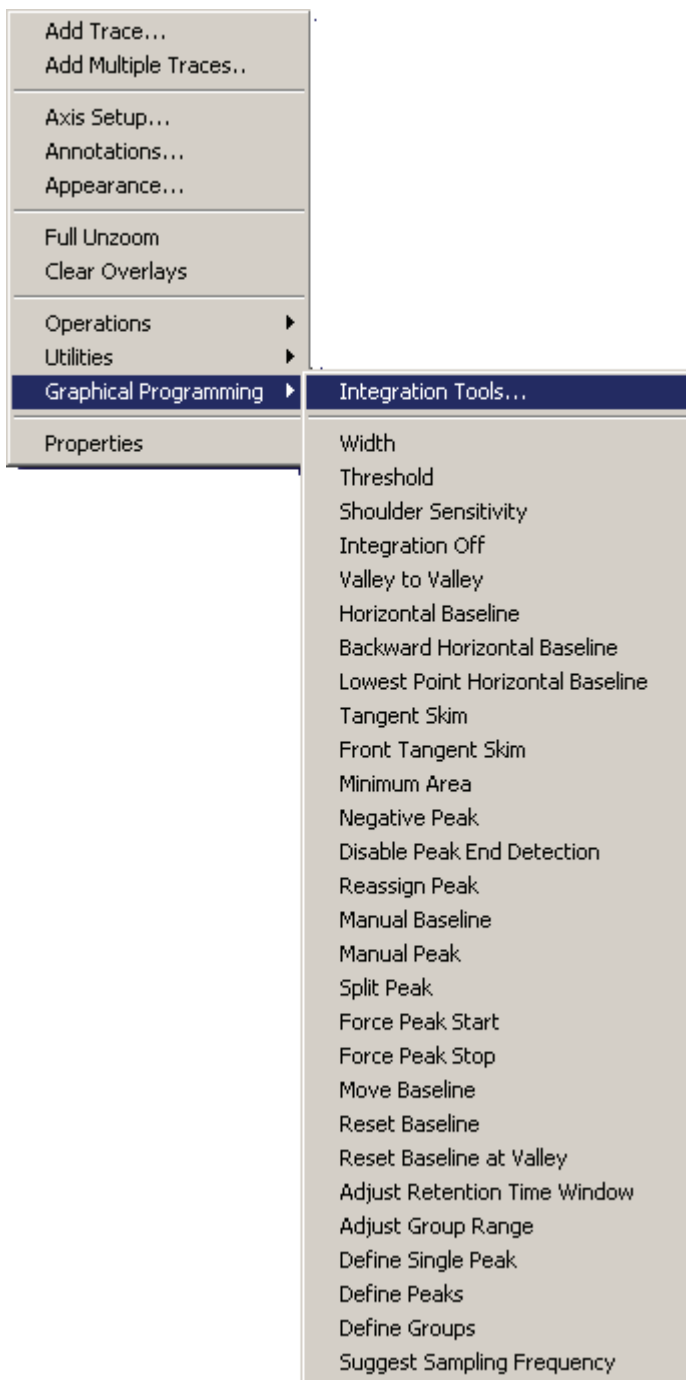 Add Trace...
Add Multiple Traces..
Axis Setup...
Annotations...
Appearance...
Full Unzoom
Clear Overlays
Operations
Utilities
Graphical Programming
Properties
Integration Tools...
Width
Threshold
Shoulder Sensitivity
Integration Off
Valley to Valley
Horizontal Baseline
Backward Horizontal Baseline
Lowest Point Horizontal Baseline
Tangent Skim
Front Tangent Skim
Minimum Area
Negative Peak
Disable Peak End Detection
Reassign Peak
Manual Baseline
Manual Peak
Split Peak
Force Peak Start
Force Peak Stop
Move Baseline
Reset Baseline
Reset Baseline at Valley
Adjust Retention Time Window
Adjust Group Range
Define Single Peak
Define Peaks
Define Groups
Suggest Sampling Frequency